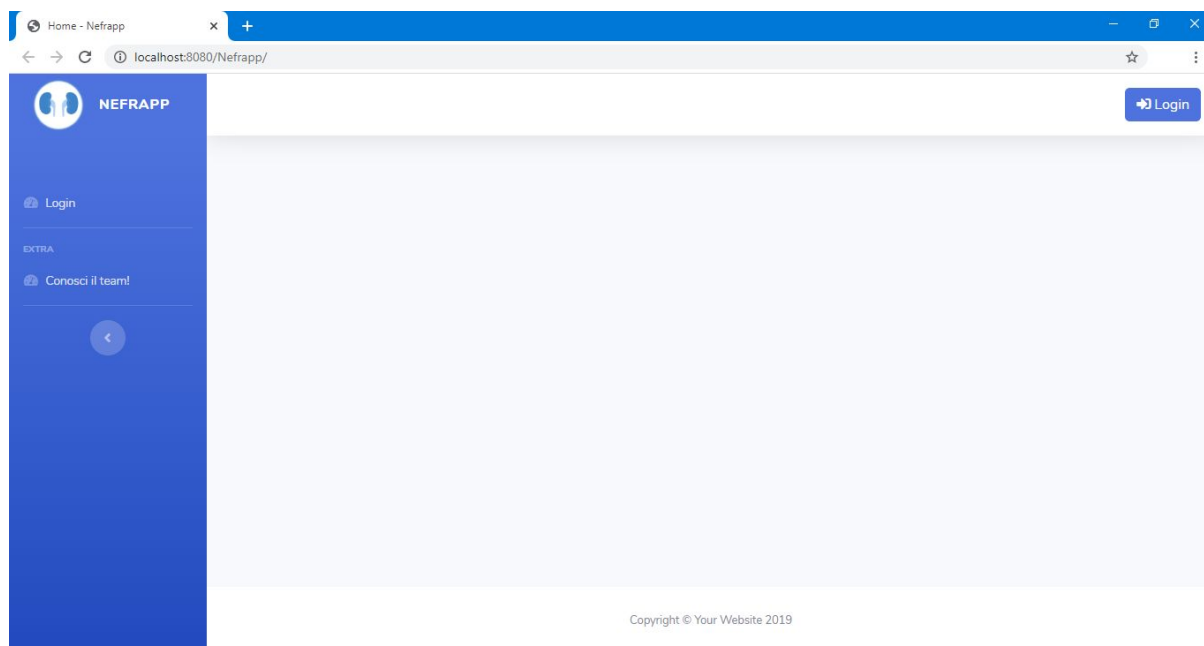 Home - Nefrapp
localhost:8080/Nefrapp/
NEFRAPP
Login
Login
EXTRA
Conosci il team!
Copyright © Your Website 2019